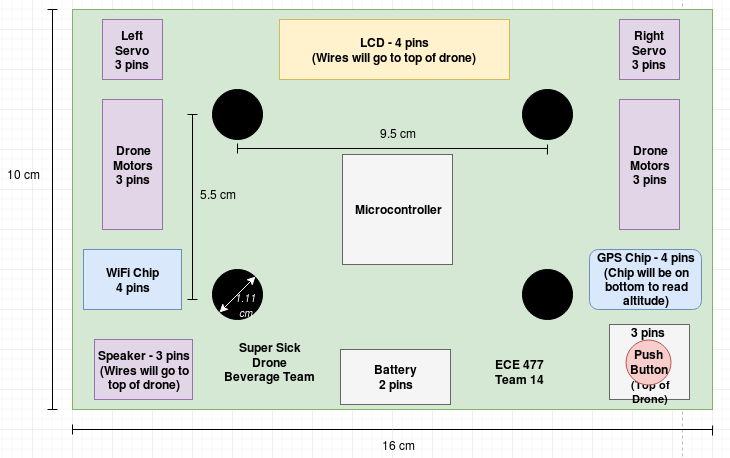 Left
Servo
3 pins
LCD - 4 pins
(Wires will go to top of drone)
Right
Servo
3 pins
9.5 cm
Drone
Motors
3 pins
Drone
Motors
3 pins
10 cm
5.5 cm
Microcontroller
WiFi Chip
4 pins
GPS Chip - 4 pins
(Chip will be on
bottom to read
altitude)
1.11
cm
3 pins
Push
Button
(Top of
Drone)
Speaker - 3 pins
(Wires will go to
top of drone)
Super Sick
Drone
Beverage Team
Battery
2 pins
ECE 477
Team 14
16 cm